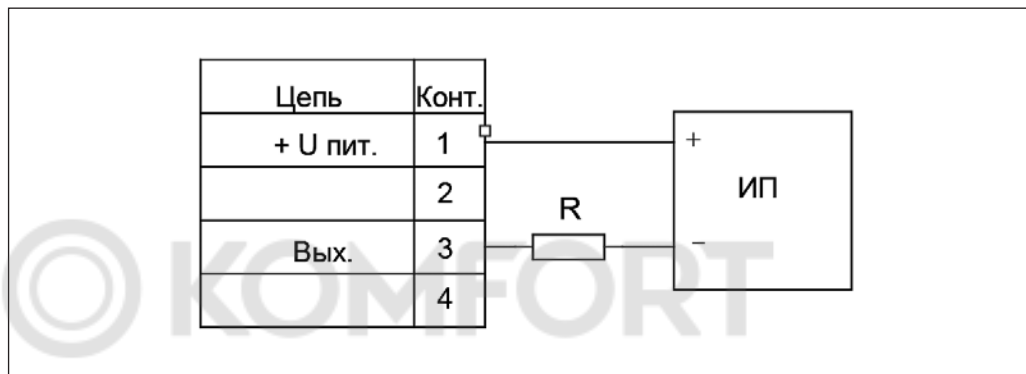 Цепь Конт.
+ U пит. 1
2
Вых. 3
4
R
+
ИП
−
KOMFORT